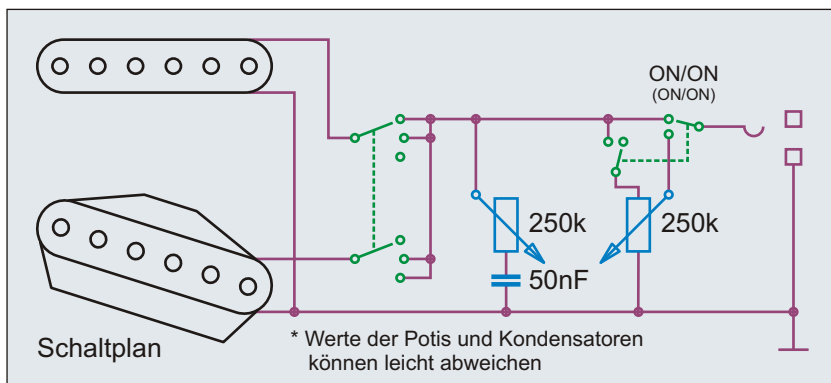 ON/ON
(ON/ON)
250k
250k
50nF
Schaltplan
* Werte der Potis und Kondensatoren
können leicht abweichen